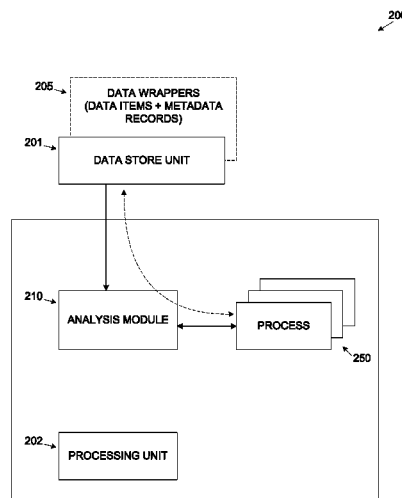 200
205
DATA WRAPPERS
(DATA ITEMS + METADATA
RECORDS)
201
DATA STORE UNIT
210
ANALYSIS MODULE
PROCESS
250
202
PROCESSING UNIT